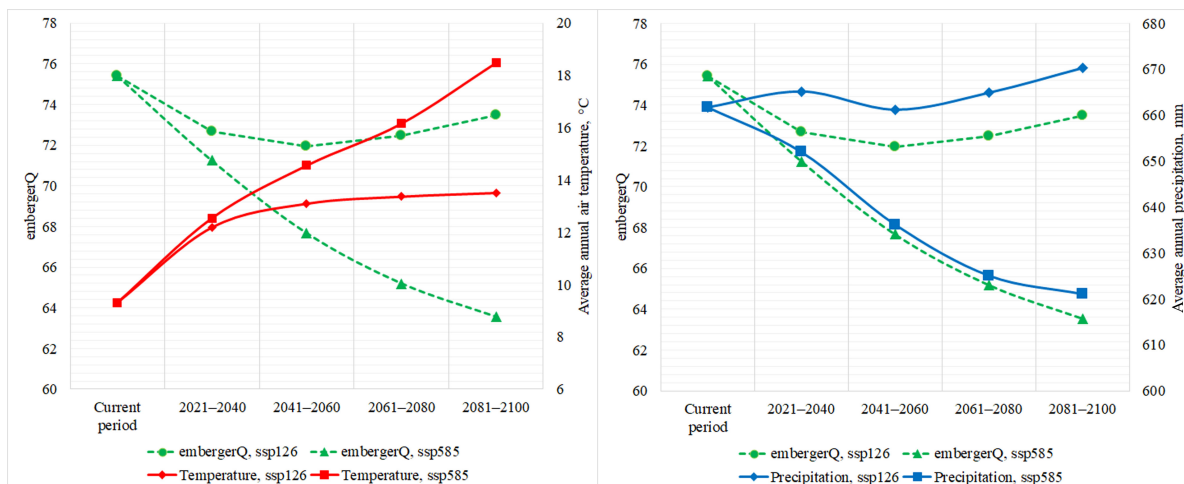 78
76
74
72
70
68
66
64
62
60
embergerQ
20
18
16
14
12
10
8
6
Average annual air temperature, °C
Current
period
2021–2040
2041–2060
2061–2080
2081–2100
embergerQ, ssp126
embergerQ, ssp585
Temperature, ssp126
Temperature, ssp585
78
76
74
72
70
68
66
64
62
60
embergerQ
680
670
660
650
640
630
620
610
600
Average annual precipitation, mm
Current
period
2021–2040
2041–2060
2061–2080
2081–2100
embergerQ, ssp126
embergerQ, ssp585
Precipitation, ssp126
Precipitation, ssp585